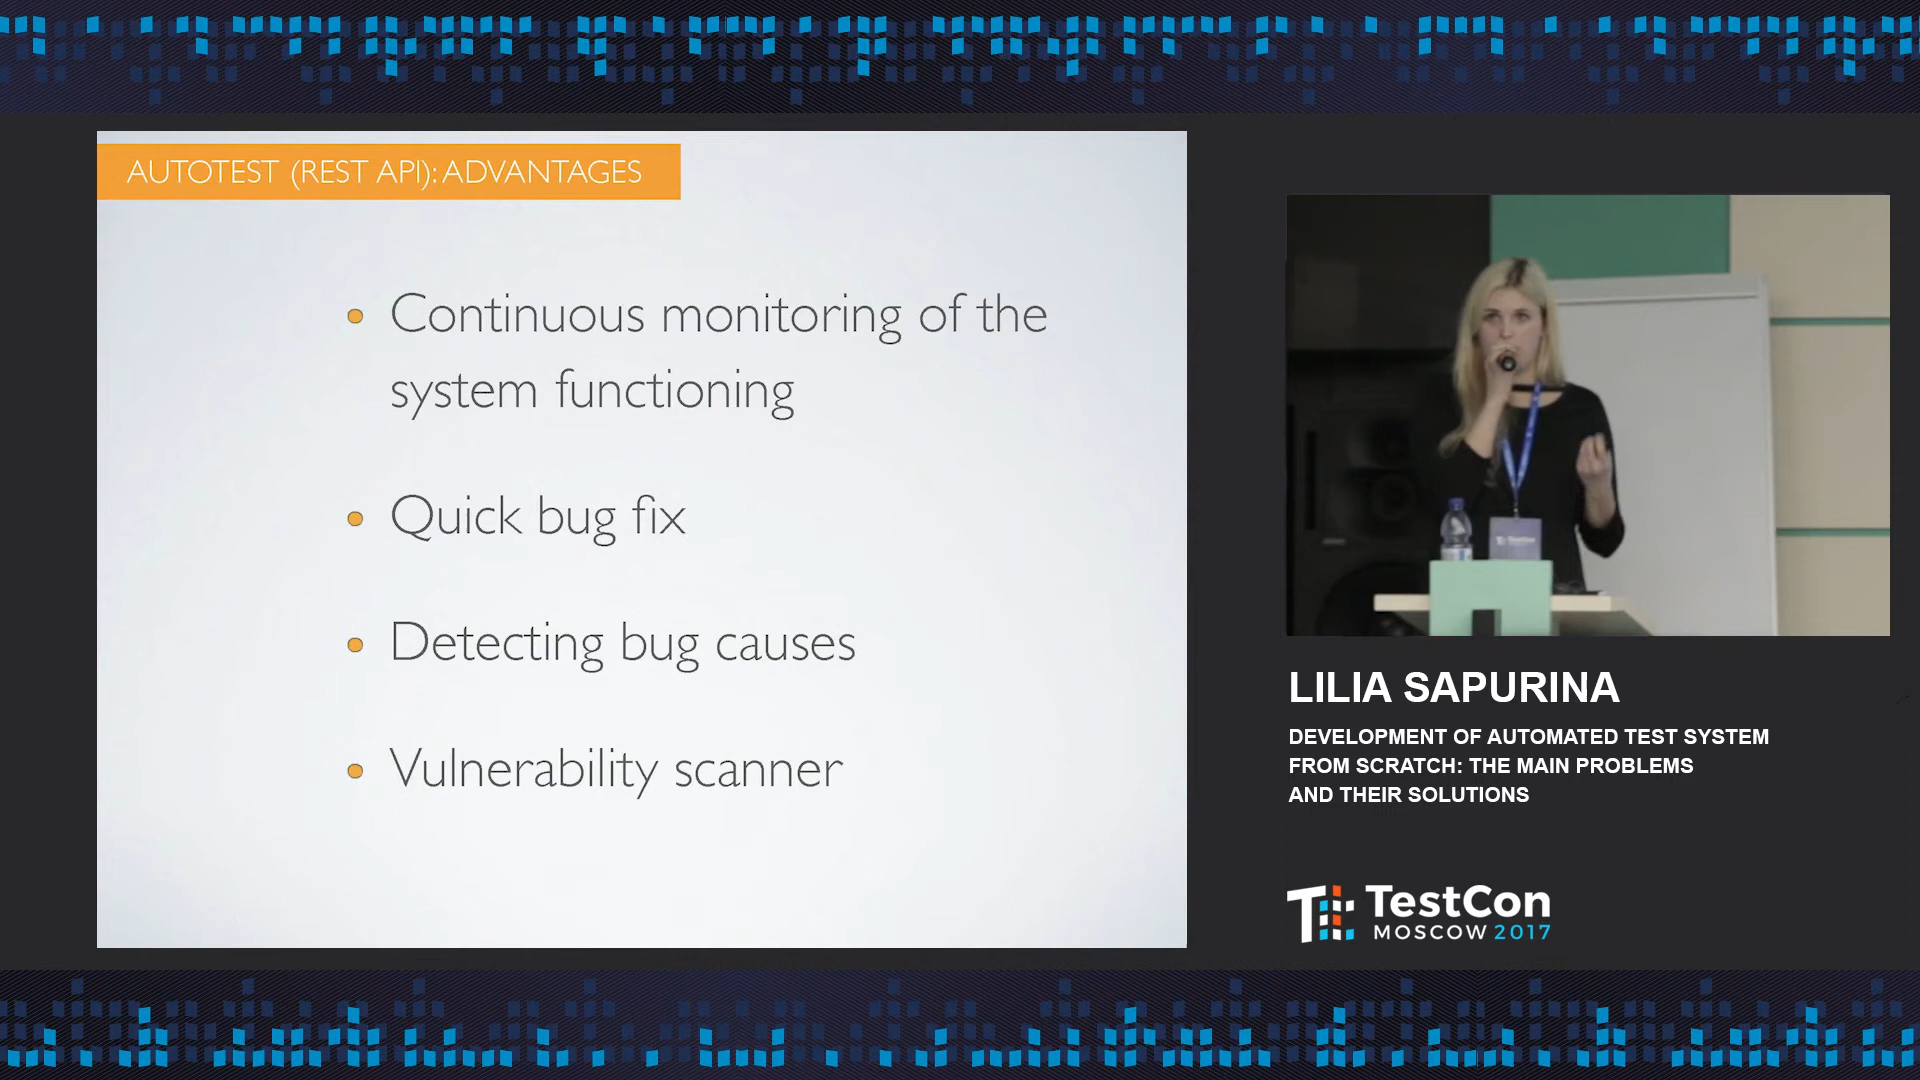 AUTOTEST (REST API): ADVANTAGES
Continuous monitoring of the
system functioning
Quick bug fix
Detecting bug causes
Vulnerability scanner
TestCon
LILIA SAPURINA
DEVELOPMENT OF AUTOMATED TEST SYSTEM
FROM SCRATCH: THE MAIN PROBLEMS
AND THEIR SOLUTIONS
TestCon
MOSCOW 2017